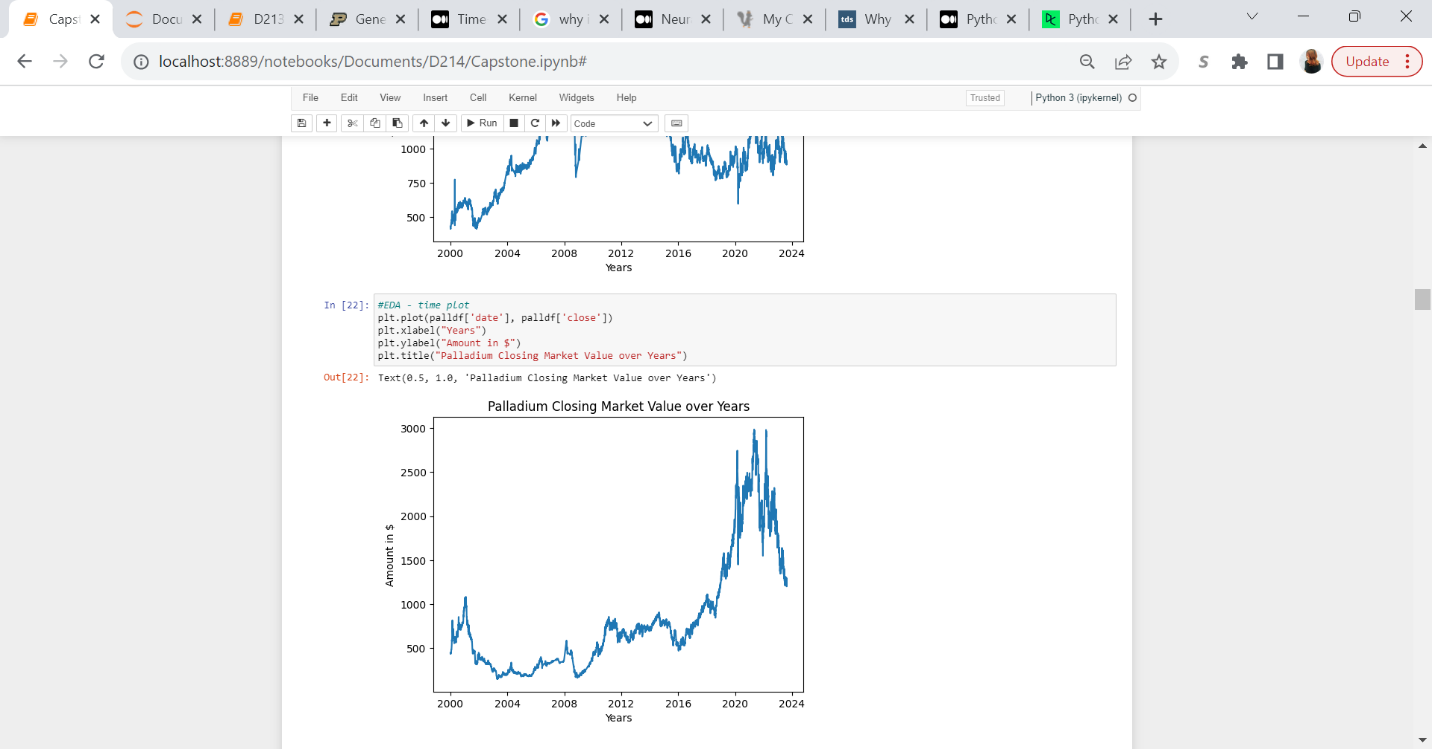 Caps
Docu
D213
Gene
Time
why i
Neur
My C
tds
Why
Pytho
Pytho
localhost:8889/notebooks/Documents/D214/Capstone.ipynb#
S
Update
File Edit View Insert Cell Kernel Widgets Help
Trusted
Python 3 (ipykernel)
Run
Code
1000
750
500
2000 2004 2008 2012 2016 2020 2024
Years
In [22]:
#EDA - time plot
plt.plot(palldf['date'], palldf['close'])
plt.xlabel("Years")
plt.ylabel("Amount in $")
plt.title("Palladium Closing Market Value over Years")
Out[22]: Text(0.5, 1.0, 'Palladium Closing Market Value over Years')
Palladium Closing Market Value over Years
3000
2500
2000
1500
1000
500
Amount in $
2000 2004 2008 2012 2016 2020 2024
Years